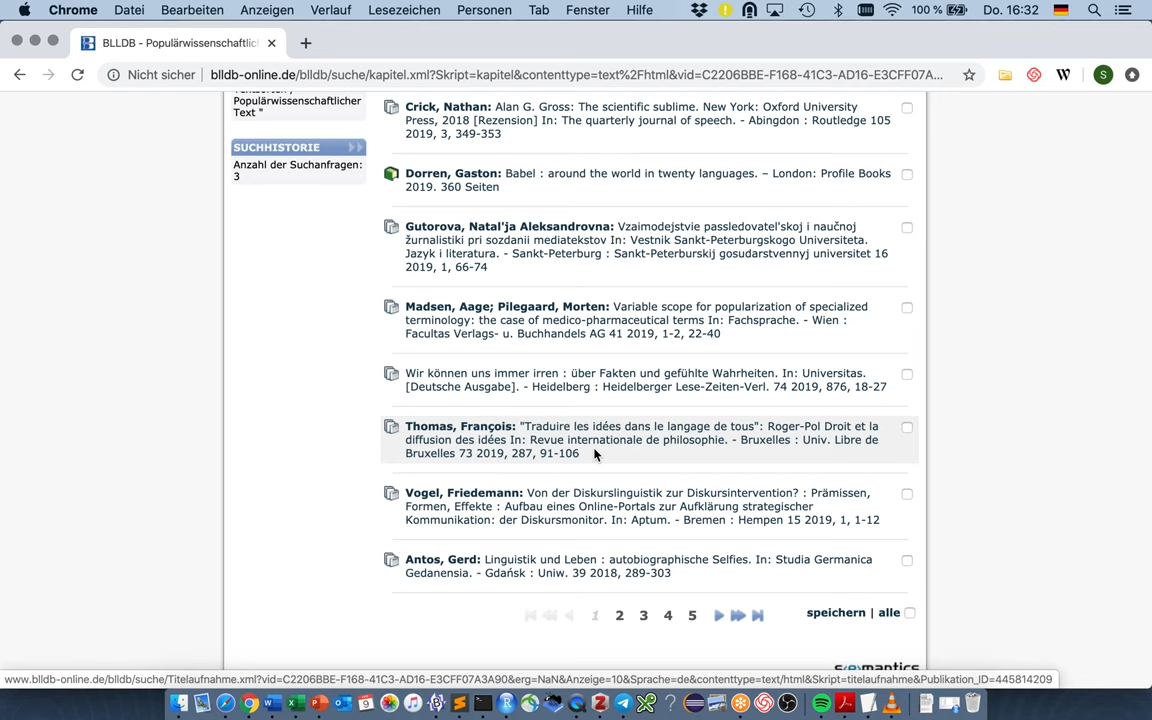 Chrome Datei Bearbeiten Anzeigen Verlauf Lesezeichen Personen Tab Fenster Hilfe 100 % Do. 16:32
BLLDB - Populärwissenschaftlic
Nicht sicher blldb-online.de/blldb/suche/kapitel.xml?Skript=kapitel&contenttype=text%2Fhtml&vid=C2206BBE-F168-41C3-AD16-E3CFF07A... W S
Populärwissenschaftlicher
Text "
SUCHHISTORIE
Anzahl der Suchanfragen:
3
Crick, Nathan: Alan G. Gross: The scientific sublime. New York: Oxford University
Press, 2018 [Rezension] In: The quarterly journal of speech. - Abingdon : Routledge 105
2019, 3, 349-353
Dorren, Gaston: Babel : around the world in twenty languages. – London: Profile Books
2019. 360 Seiten
Gutorova, Natal'ja Aleksandrovna: Vzaimodejstvie passledovatel'skoj i naučnoj
žurnalistiki pri sozdanii mediatekstov In: Vestnik Sankt-Peterburgskogo Universiteta.
Jazyk i literatura. - Sankt-Peterburg : Sankt-Peterburskij gosudarstvennyj universitet 16
2019, 1, 66-74
Madsen, Aage; Pilegaard, Morten: Variable scope for popularization of specialized
terminology: the case of medico-pharmaceutical terms In: Fachsprache. - Wien :
Facultas Verlags- u. Buchhandels AG 41 2019, 1-2, 22-40
Wir können uns immer irren : über Fakten und gefühlte Wahrheiten. In: Universitas.
[Deutsche Ausgabe]. - Heidelberg : Heidelberger Lese-Zeiten-Verl. 74 2019, 876, 18-27
Thomas, François: "Traduire les idées dans le langage de tous": Roger-Pol Droit et la
diffusion des idées In: Revue internationale de philosophie. - Bruxelles : Univ. Libre de
Bruxelles 73 2019, 287, 91-106
Vogel, Friedemann: Von der Diskurslinguistik zur Diskursintervention? : Prämissen,
Formen, Effekte : Aufbau eines Online-Portals zur Aufklärung strategischer
Kommunikation: der Diskursmonitor. In: Aptum. - Bremen : Hempen 15 2019, 1, 1-12
Antos, Gerd: Linguistik und Leben : autobiographische Selfies. In: Studia Germanica
Gedanensia. - Gdańsk : Uniw. 39 2018, 289-303
1 2 3 4 5 speichern | alle
www.blldb-online.de/blldb/suche/Titelaufnahme.xml?vid=C2206BBE-F168-41C3-AD16-E3CFF07A3A90&erg=NaN&Anzeige=10&Sprache=de&contenttype=text/html&Skript=titelaufnahme&Publikation_ID=445814209